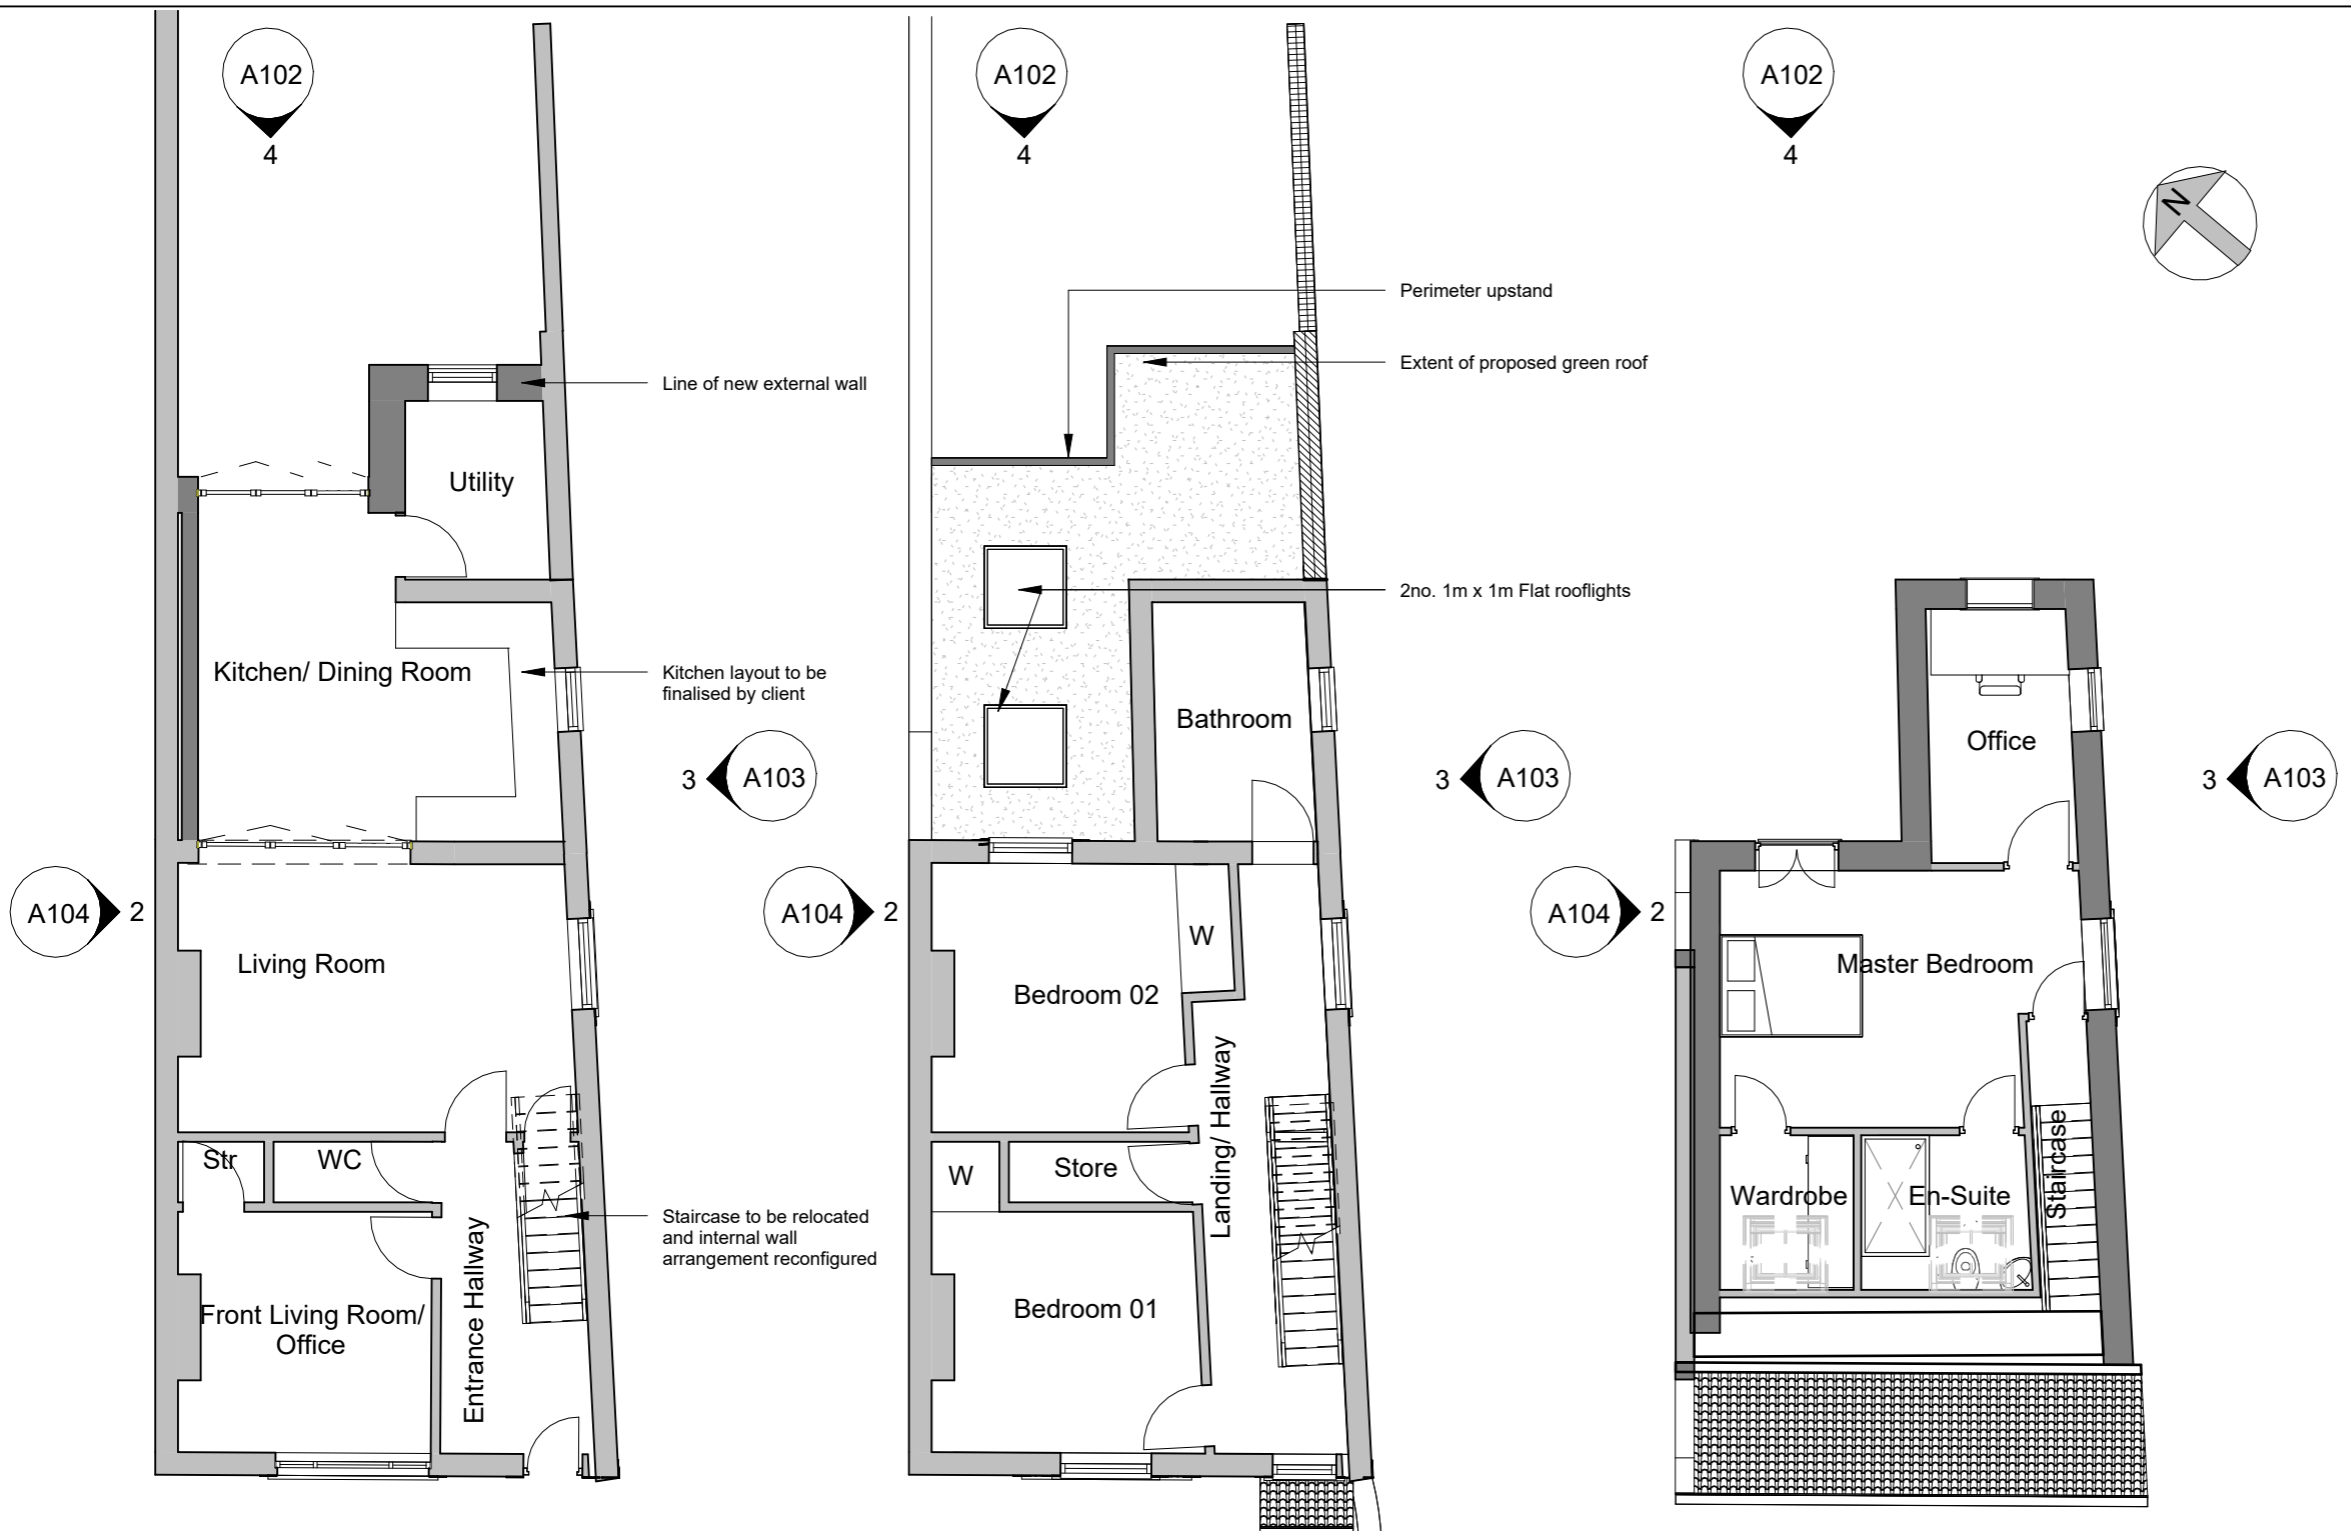 A102
4
A102
4
A102
4
N
Perimeter upstand
Extent of proposed green roof
Line of new external wall
Utility
2no. 1m x 1m Flat rooflights
Kitchen/ Dining Room
Kitchen layout to be
finalised by client
Bathroom
Office
3 A103
3 A103
3 A103
A104 2
A104 2
A104 2
Living Room
W
Bedroom 02
Master Bedroom
Landing/ Hallway
Str
WC
W
Store
Wardrobe
En-Suite
Staircase
Staircase to be relocated
and internal wall
arrangement reconfigured
Entrance Hallway
Front Living Room/
Office
Bedroom 01